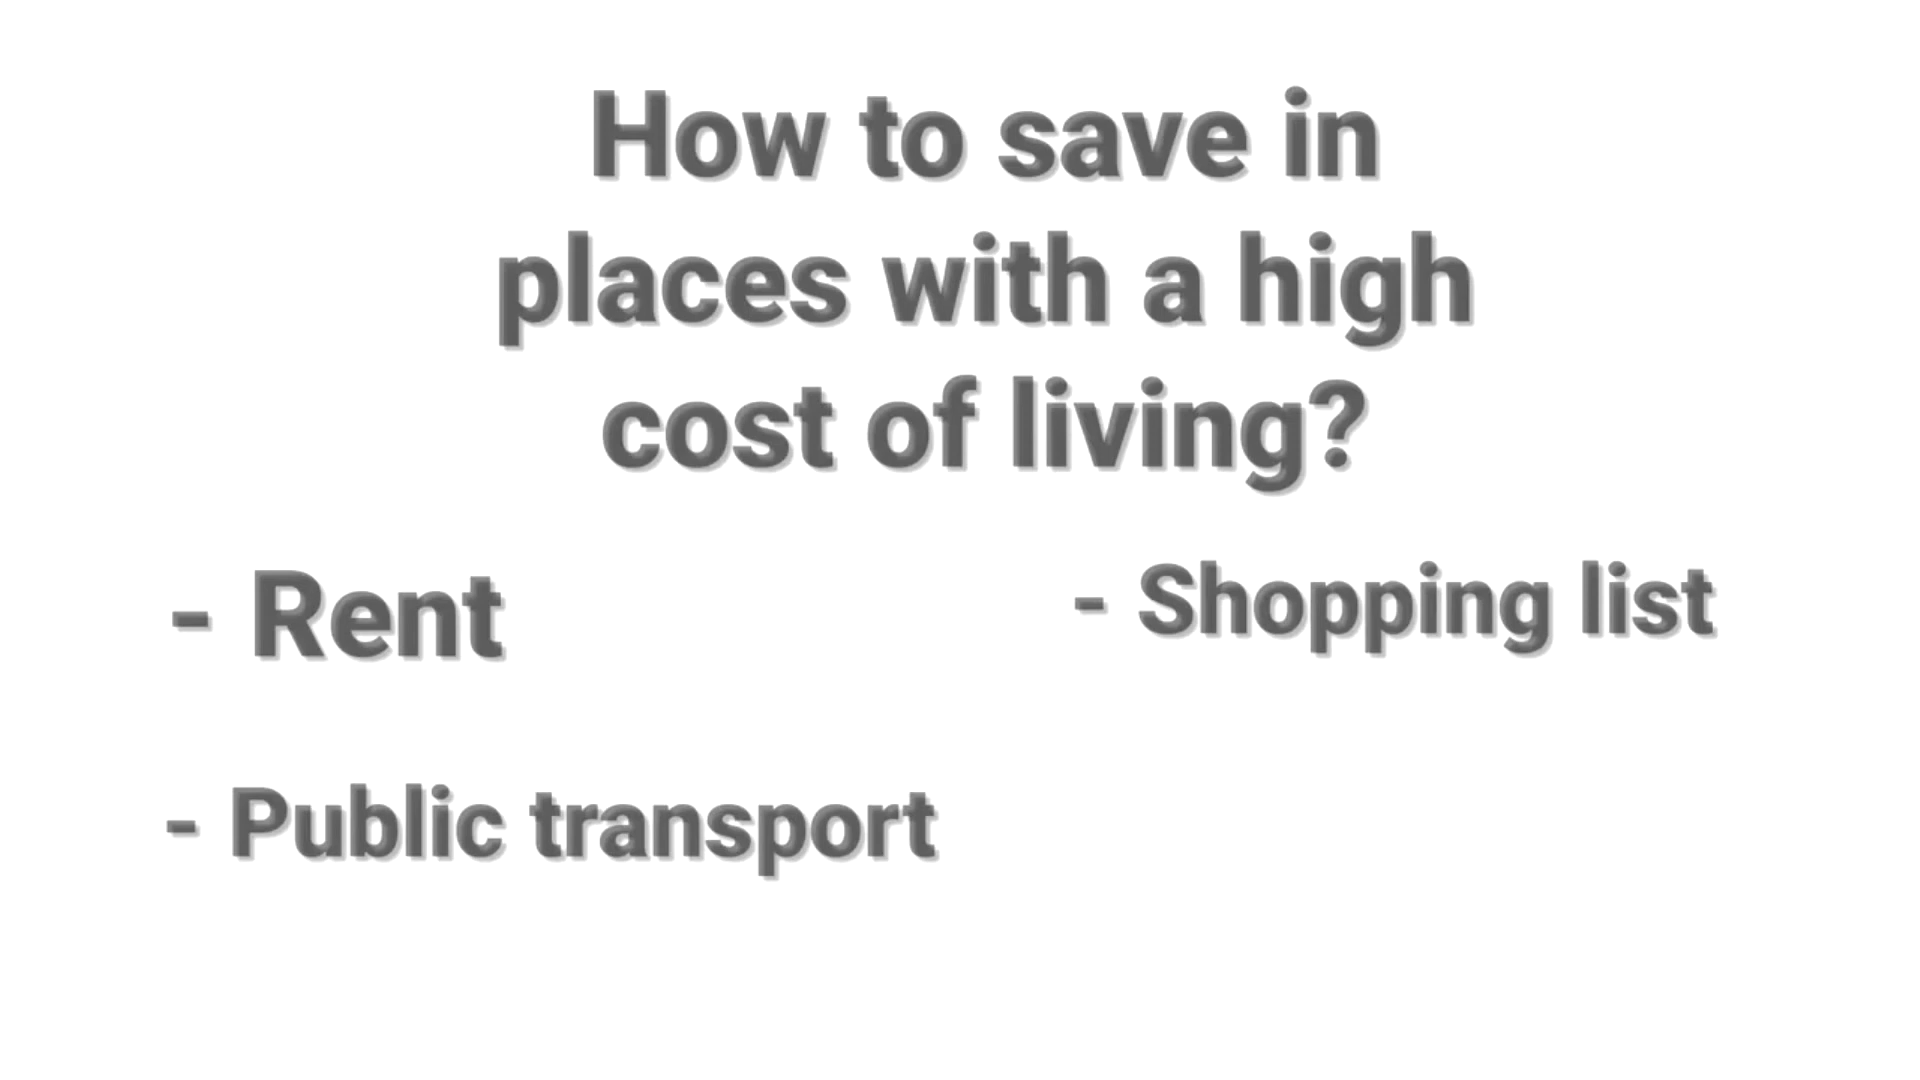 How to save in
places with a high
cost of living?
- Rent
- Shopping list
- Public transport